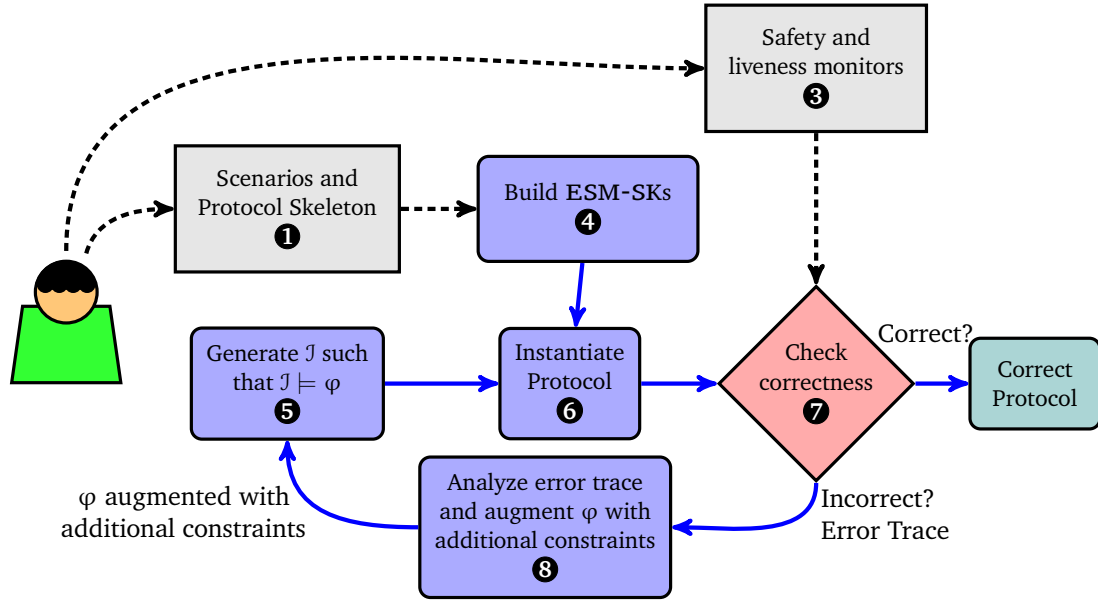 Safety and
liveness monitors
❸
Scenarios and
Protocol Skeleton
❶
Build ESM-SKs
❹
Generate ℐ such
that ℐ ⊨ φ
❺
Instantiate
Protocol
❻
Check
correctness
❼
Correct?
Correct
Protocol
φ augmented with
additional constraints
Analyze error trace
and augment φ with
additional constraints
❽
Incorrect?
Error Trace